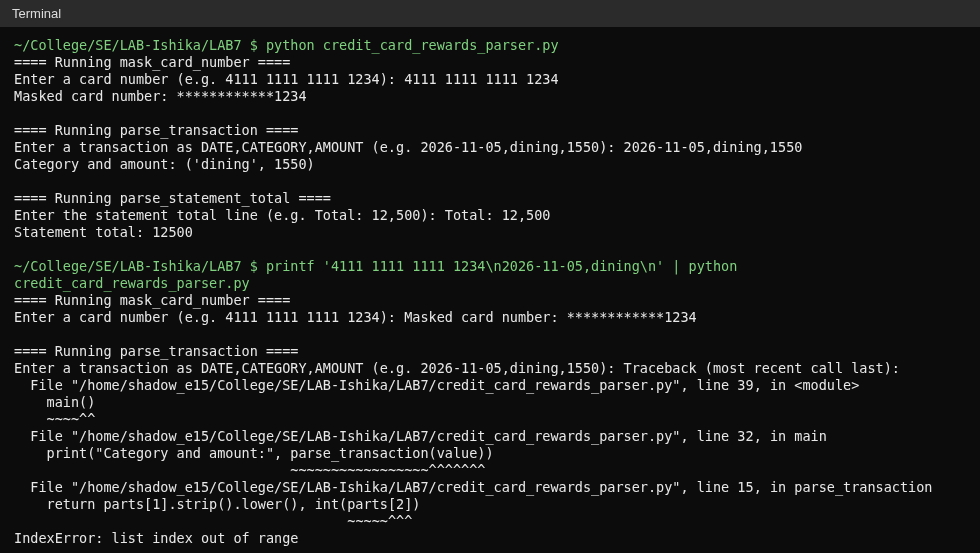 Terminal
~/College/SE/LAB-Ishika/LAB7 $ python credit_card_rewards_parser.py
==== Running mask_card_number ====
Enter a card number (e.g. 4111 1111 1111 1234): 4111 1111 1111 1234
Masked card number: ************1234

==== Running parse_transaction ====
Enter a transaction as DATE,CATEGORY,AMOUNT (e.g. 2026-11-05,dining,1550): 2026-11-05,dining,1550
Category and amount: ('dining', 1550)

==== Running parse_statement_total ====
Enter the statement total line (e.g. Total: 12,500): Total: 12,500
Statement total: 12500

~/College/SE/LAB-Ishika/LAB7 $ printf '4111 1111 1111 1234\n2026-11-05,dining\n' | python
credit_card_rewards_parser.py
==== Running mask_card_number ====
Enter a card number (e.g. 4111 1111 1111 1234): Masked card number: ************1234

==== Running parse_transaction ====
Enter a transaction as DATE,CATEGORY,AMOUNT (e.g. 2026-11-05,dining,1550): Traceback (most recent call last):
  File "/home/shadow_e15/College/SE/LAB-Ishika/LAB7/credit_card_rewards_parser.py", line 39, in <module>
    main()
    ~~~~^^
  File "/home/shadow_e15/College/SE/LAB-Ishika/LAB7/credit_card_rewards_parser.py", line 32, in main
    print("Category and amount:", parse_transaction(value))
                                  ~~~~~~~~~~~~~~~~~^^^^^^^
  File "/home/shadow_e15/College/SE/LAB-Ishika/LAB7/credit_card_rewards_parser.py", line 15, in parse_transaction
    return parts[1].strip().lower(), int(parts[2])
                                         ~~~~~^^^
IndexError: list index out of range